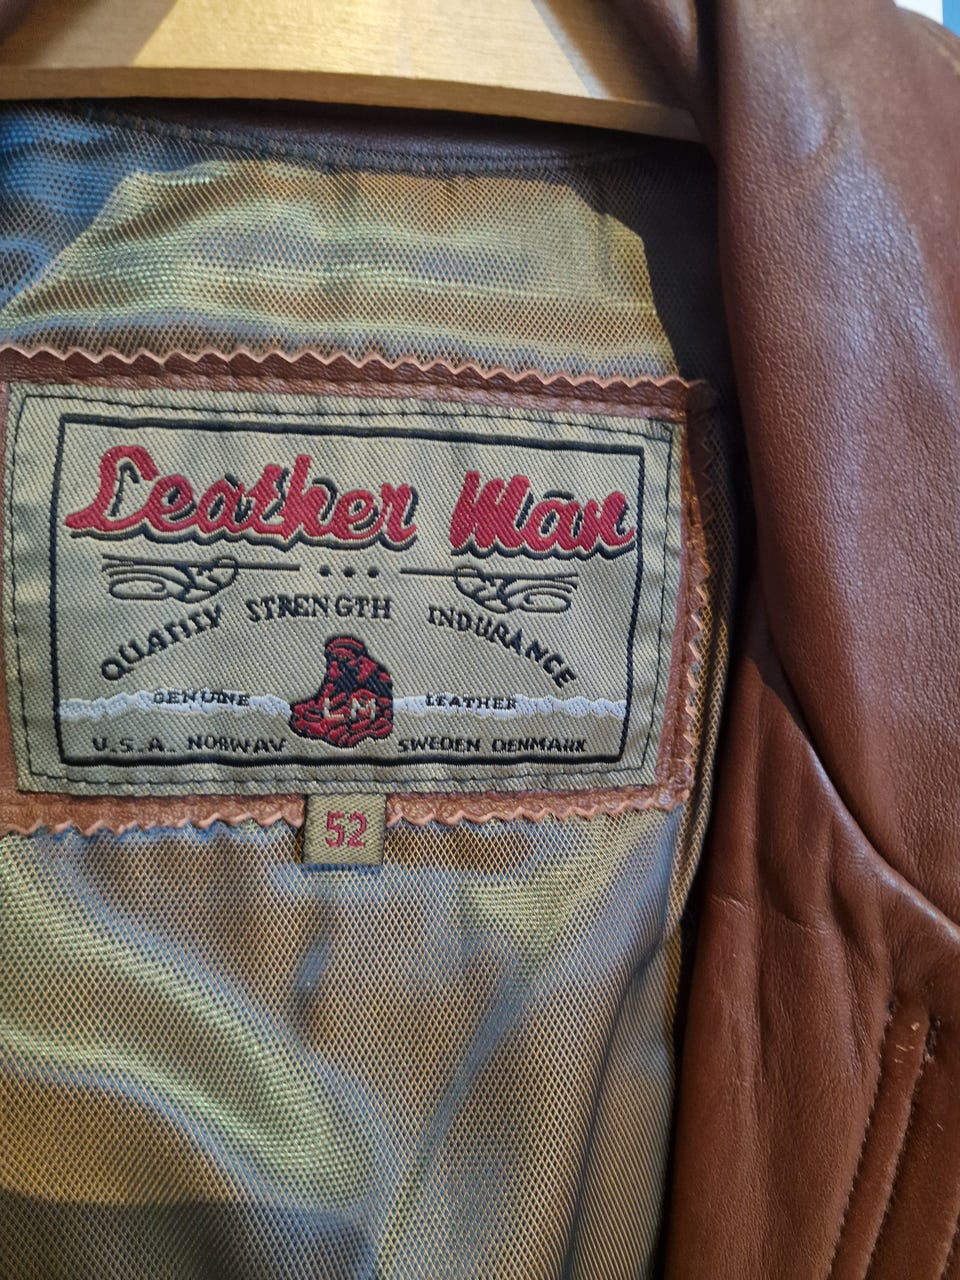 Leather Man
QUALITY STRENGTH INDURANCE
GENUINE LEATHER
LM
U.S.A. NORWAY SWEDEN DENMARK
52